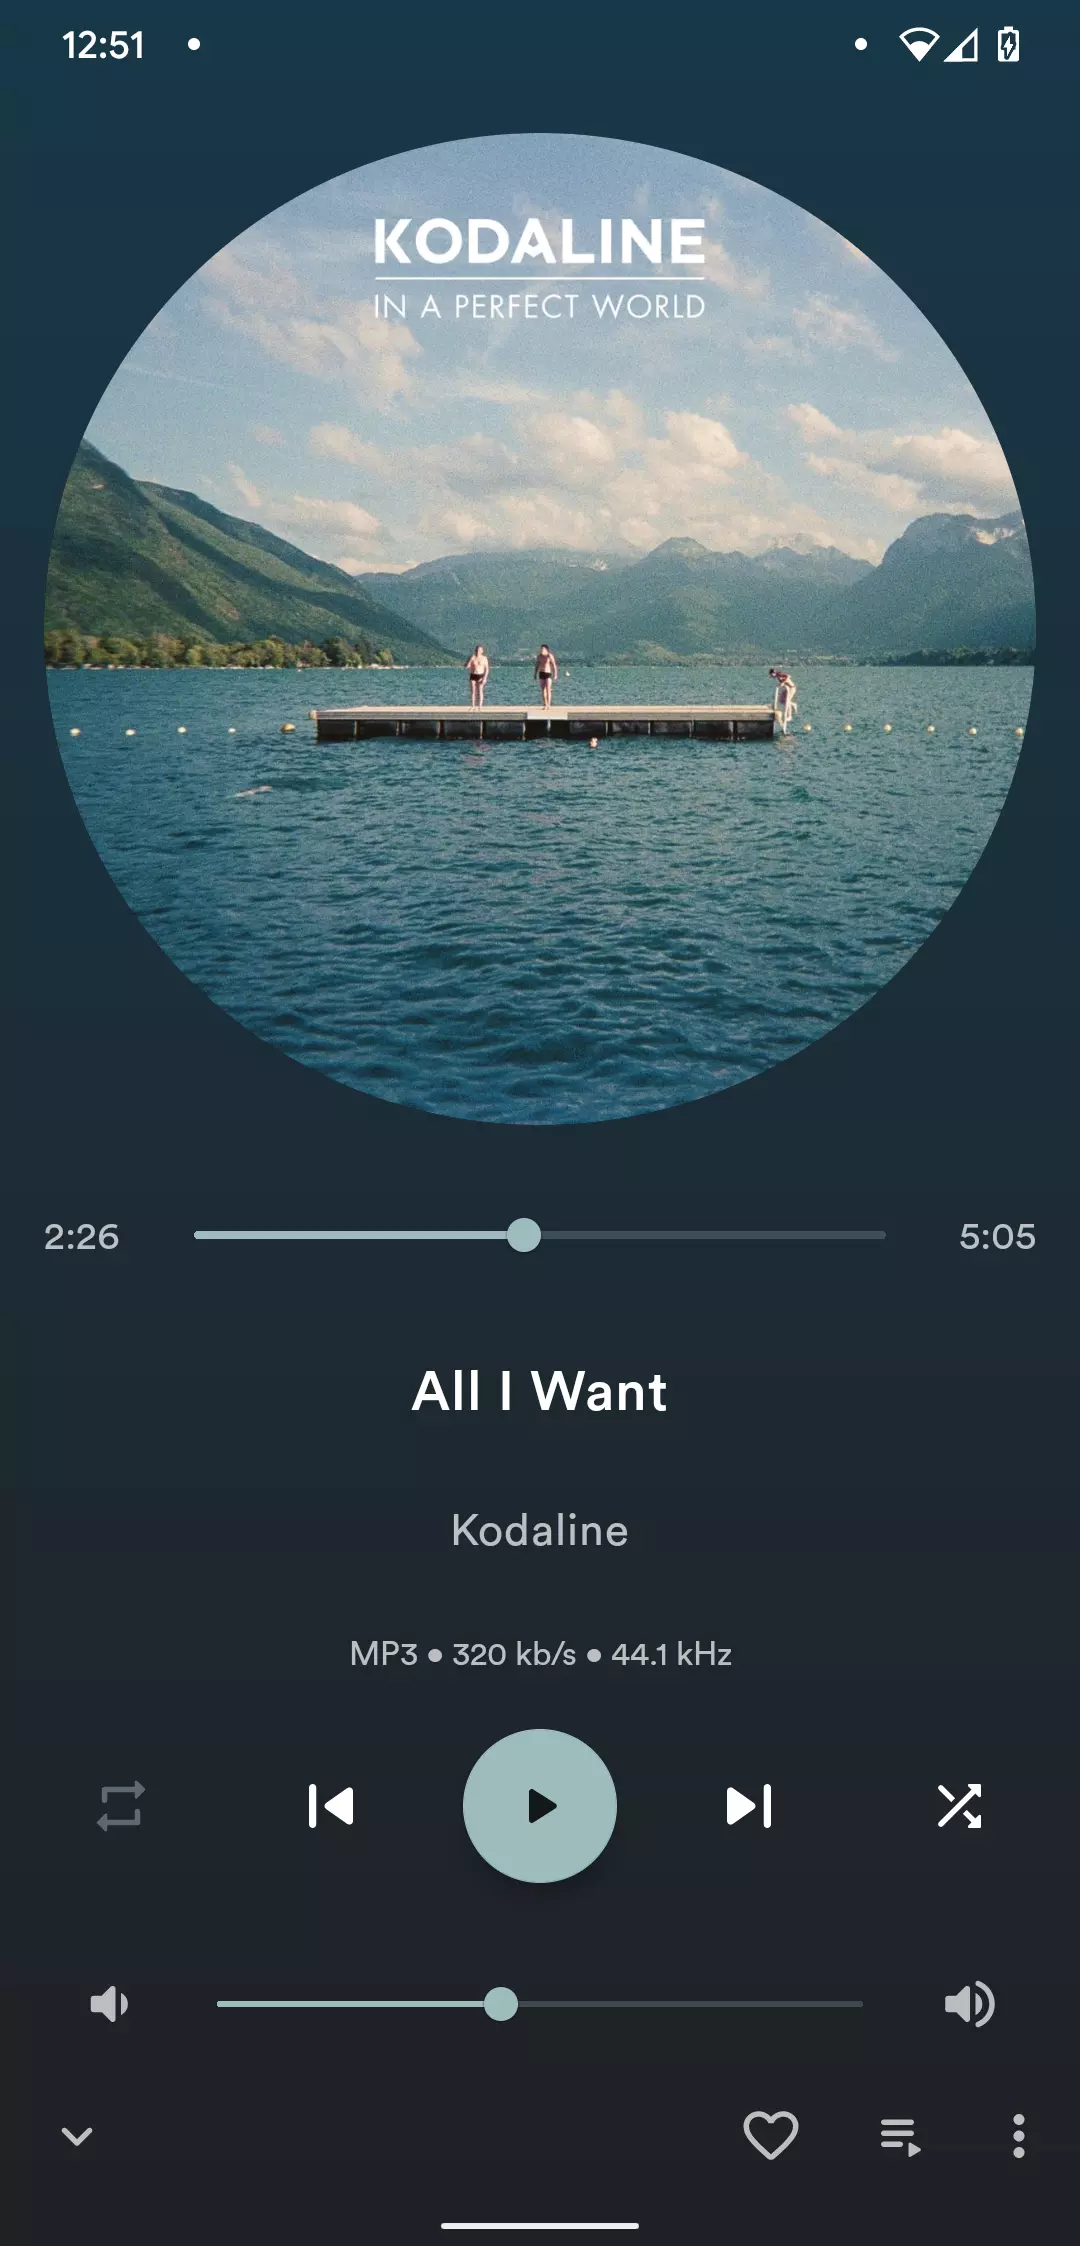 12:51
KODALINE
IN A PERFECT WORLD
2:26
5:05
All I Want
Kodaline
MP3 • 320 kb/s • 44.1 kHz